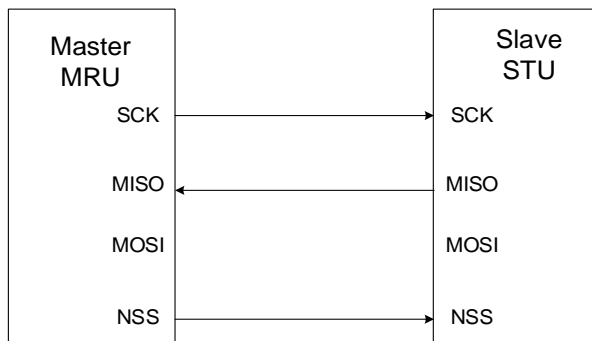 Master
MRU
SCK
MISO
MOSI
NSS
Slave
STU
SCK
MISO
MOSI
NSS